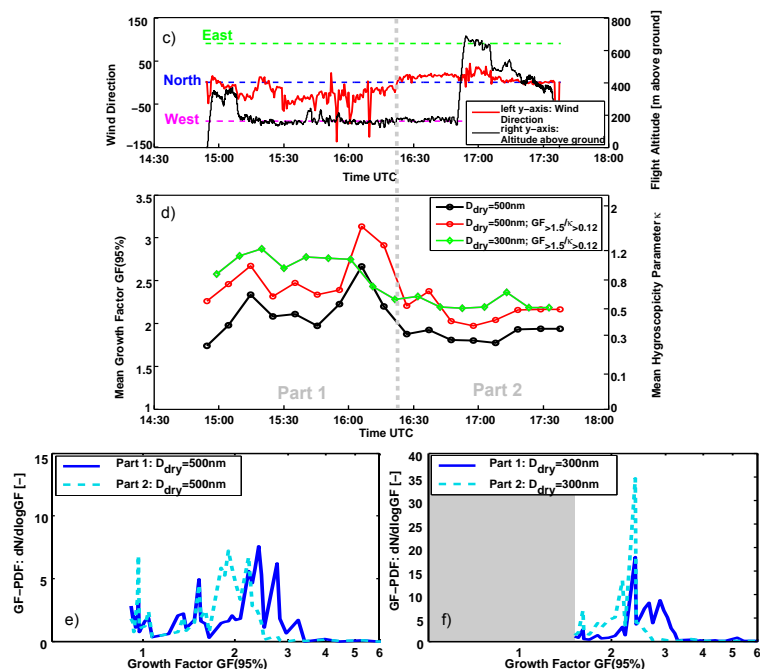 c)
East
North
West
150
50
0
−50
−150
Wind Direction
800
600
400
200
0
Flight Altitude [m above ground]
left y−axis: Wind
Direction
right y−axis:
Altitude above ground
14:30 15:00 15:30 16:00 16:30 17:00 17:30 18:00
Time UTC
d)
3.5
3
2.5
2
1.5
1
Mean Growth Factor GF(95%)
D_dry=500nm
D_dry=500nm; GF_>1.5/κ_>0.12
D_dry=300nm; GF_>1.5/κ_>0.12
2
1.2
0.8
0.5
0.3
0.1
0
Mean Hygroscopicity Parameter κ
Part 1
Part 2
14:30 15:00 15:30 16:00 16:30 17:00 17:30 18:00
Time UTC
15
10
5
0
GF−PDF: dN/dlogGF [−]
Part 1: D_dry=500nm
Part 2: D_dry=500nm
e)
1 2 3 4 5 6
Growth Factor GF(95%)
40
35
30
25
20
15
10
5
0
GF−PDF: dN/dlogGF [−]
Part 1: D_dry=300nm
Part 2: D_dry=300nm
f)
1 2 3 4 5 6
Growth Factor GF(95%)